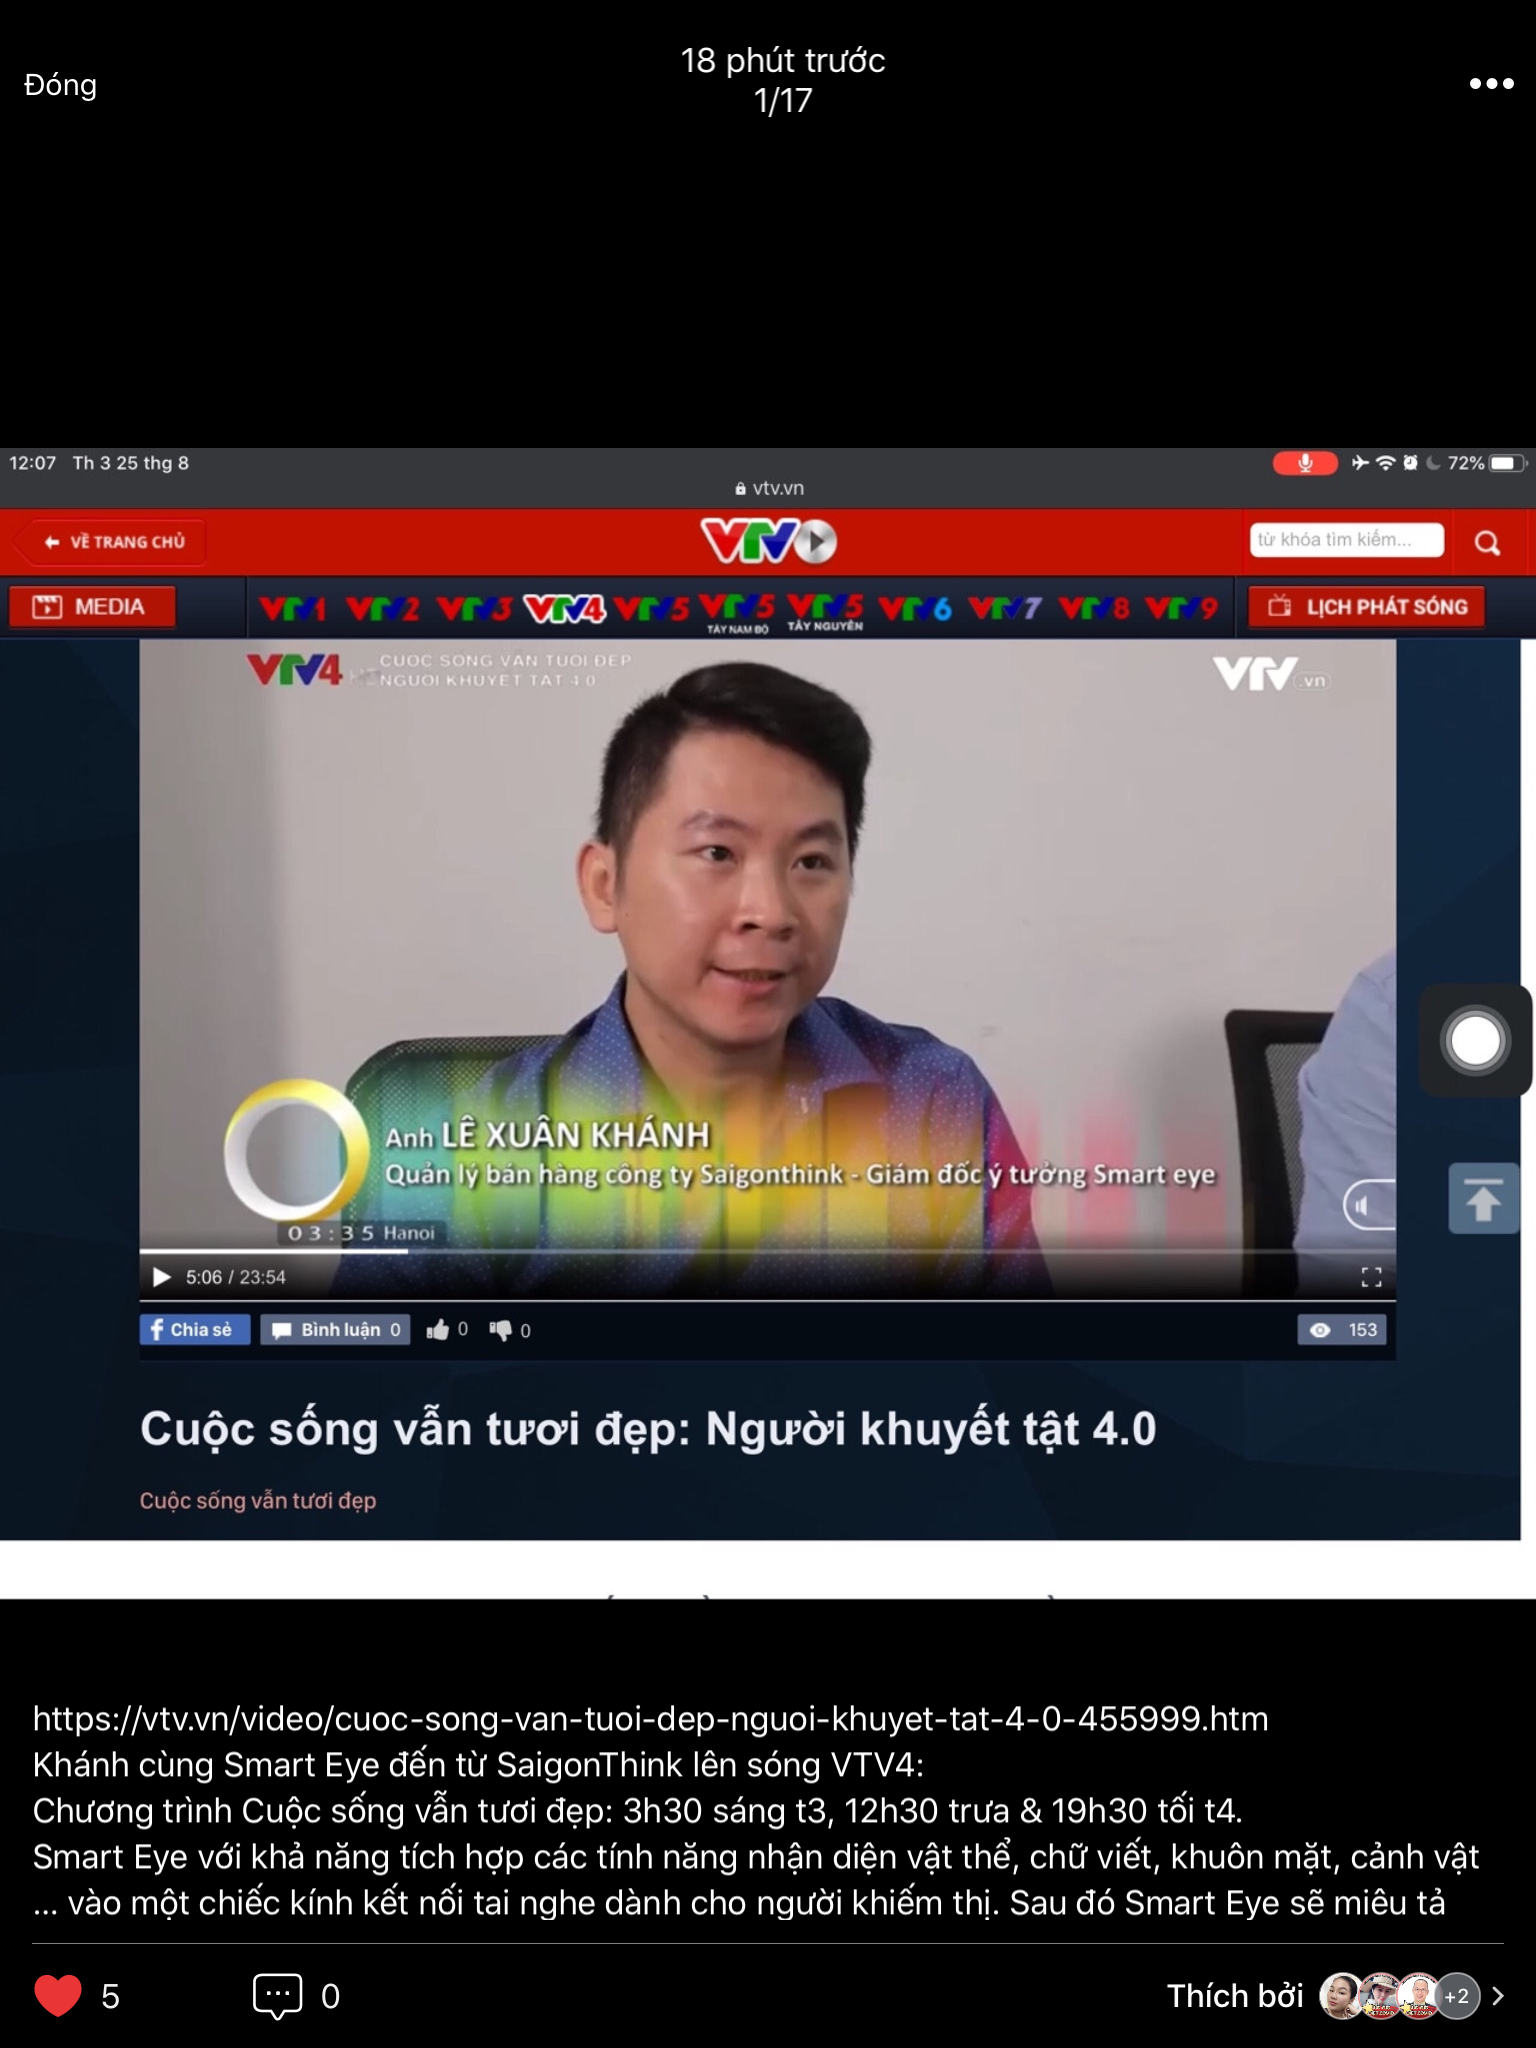 Đóng
18 phút trước
1/17
12:07 Th 3 25 thg 8
72%
vtv.vn
VỀ TRANG CHỦ
VTV
từ khóa tìm kiếm...
MEDIA
VTV1 VTV2 VTV3 VTV4 VTV5 VTV5 VTV5 VTV6 VTV7 VTV8 VTV9
TÂY NAM BỘ TÂY NGUYÊN
LỊCH PHÁT SÓNG
VTV4
CUOC SONG VAN TUOI DEP
NGUOI KHUYET TAT 4.0
VTV.vn
Anh LÊ XUÂN KHÁNH
Quản lý bán hàng công ty Saigonthink - Giám đốc ý tưởng Smart eye
03:35 Hanoi
5:06 / 23:54
Chia sẻ
Bình luận 0
0
0
153
Cuộc sống vẫn tươi đẹp: Người khuyết tật 4.0
Cuộc sống vẫn tươi đẹp
https://vtv.vn/video/cuoc-song-van-tuoi-dep-nguoi-khuyet-tat-4-0-455999.htm
Khánh cùng Smart Eye đến từ SaigonThink lên sóng VTV4:
Chương trình Cuộc sống vẫn tươi đẹp: 3h30 sáng t3, 12h30 trưa & 19h30 tối t4.
Smart Eye với khả năng tích hợp các tính năng nhận diện vật thể, chữ viết, khuôn mặt, cảnh vật
... vào một chiếc kính kết nối tai nghe dành cho người khiếm thị. Sau đó Smart Eye sẽ miêu tả
5
0
Thích bởi
+2